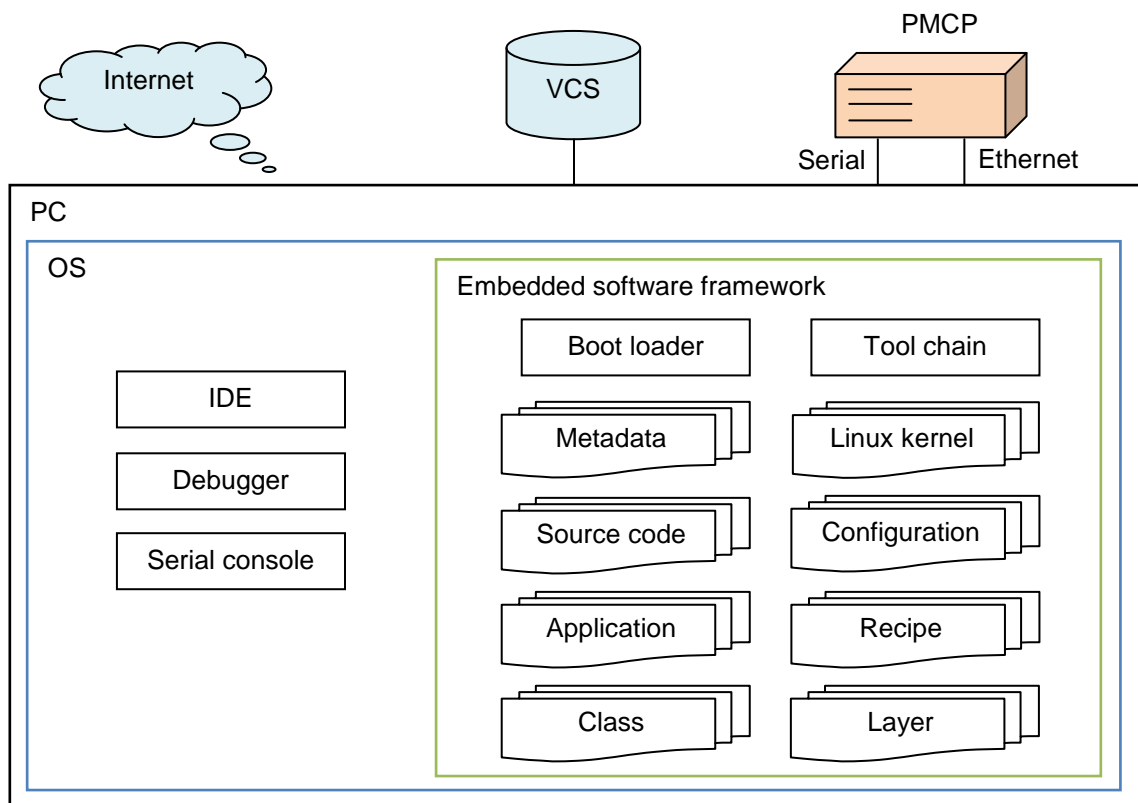 PMCP
Internet
VCS
Serial
Ethernet
PC
OS
Embedded software framework
Boot loader
Tool chain
IDE
Metadata
Linux kernel
Debugger
Source code
Configuration
Serial console
Application
Recipe
Class
Layer